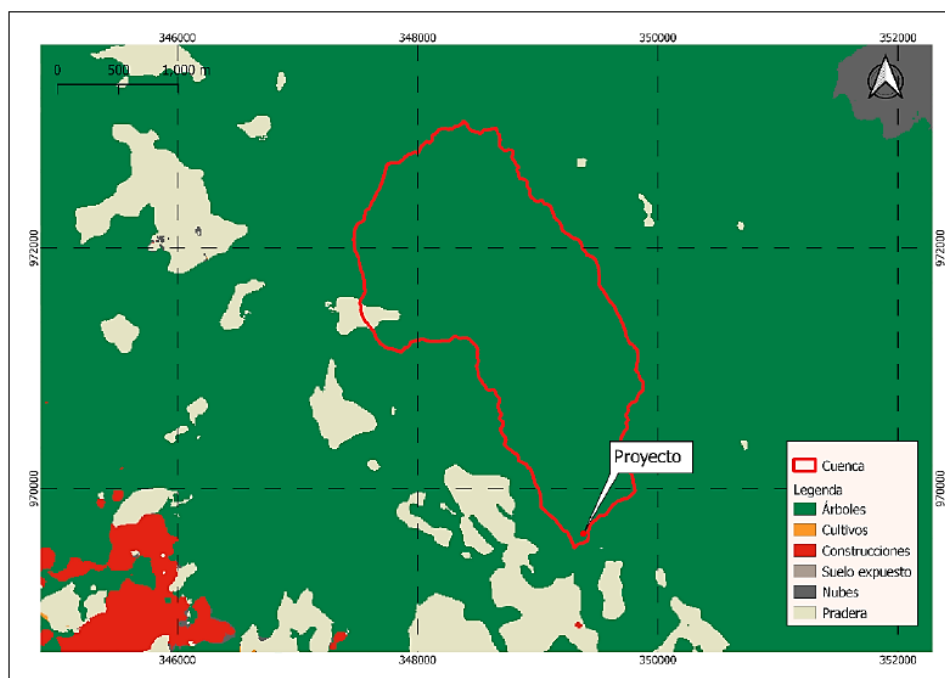 346000 348000 350000 352000
0 500 1,000 m
972000 972000
Proyecto
970000 970000
Cuenca
Legenda
Árboles
Cultivos
Construcciones
Suelo expuesto
Nubes
Pradera
346000 348000 350000 352000